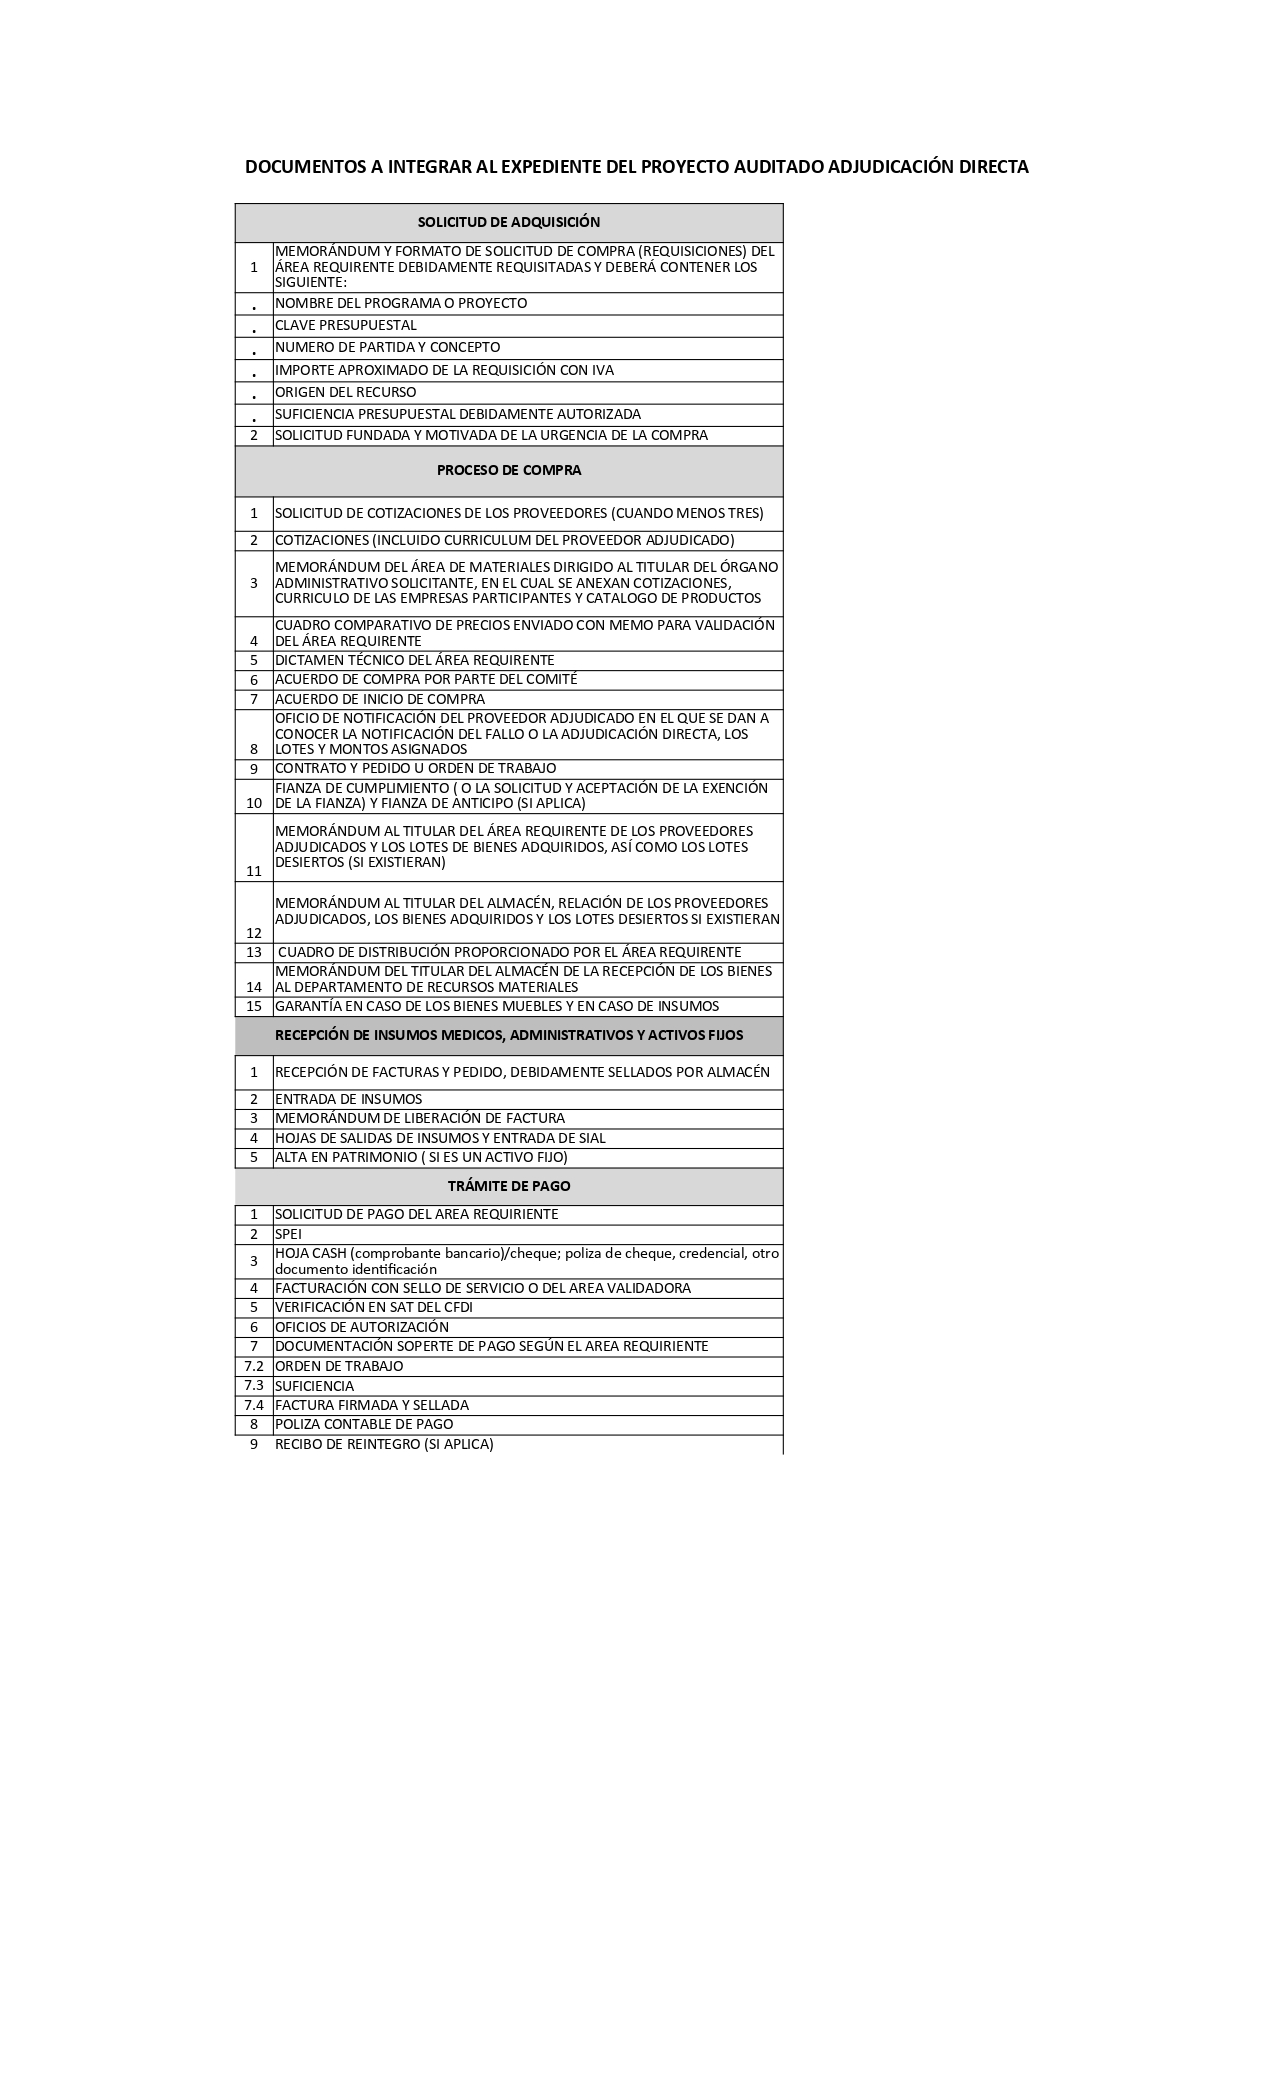 DOCUMENTOS A INTEGRAR AL EXPEDIENTE DEL PROYECTO AUDITADO ADJUDICACIÓN DIRECTA
SOLICITUD DE ADQUISICIÓN
1 MEMORÁNDUM Y FORMATO DE SOLICITUD DE COMPRA (REQUISICIONES) DEL
ÁREA REQUIRENTE DEBIDAMENTE REQUISITADAS Y DEBERÁ CONTENER LOS
SIGUIENTE:
. NOMBRE DEL PROGRAMA O PROYECTO
. CLAVE PRESUPUESTAL
. NUMERO DE PARTIDA Y CONCEPTO
. IMPORTE APROXIMADO DE LA REQUISICIÓN CON IVA
. ORIGEN DEL RECURSO
. SUFICIENCIA PRESUPUESTAL DEBIDAMENTE AUTORIZADA
2 SOLICITUD FUNDADA Y MOTIVADA DE LA URGENCIA DE LA COMPRA
PROCESO DE COMPRA
1 SOLICITUD DE COTIZACIONES DE LOS PROVEEDORES (CUANDO MENOS TRES)
2 COTIZACIONES (INCLUIDO CURRICULUM DEL PROVEEDOR ADJUDICADO)
3 MEMORÁNDUM DEL ÁREA DE MATERIALES DIRIGIDO AL TITULAR DEL ÓRGANO
ADMINISTRATIVO SOLICITANTE, EN EL CUAL SE ANEXAN COTIZACIONES,
CURRICULO DE LAS EMPRESAS PARTICIPANTES Y CATALOGO DE PRODUCTOS
4 CUADRO COMPARATIVO DE PRECIOS ENVIADO CON MEMO PARA VALIDACIÓN
DEL ÁREA REQUIRENTE
5 DICTAMEN TÉCNICO DEL ÁREA REQUIRENTE
6 ACUERDO DE COMPRA POR PARTE DEL COMITÉ
7 ACUERDO DE INICIO DE COMPRA
8 OFICIO DE NOTIFICACIÓN DEL PROVEEDOR ADJUDICADO EN EL QUE SE DAN A
CONOCER LA NOTIFICACIÓN DEL FALLO O LA ADJUDICACIÓN DIRECTA, LOS
LOTES Y MONTOS ASIGNADOS
9 CONTRATO Y PEDIDO U ORDEN DE TRABAJO
10 FIANZA DE CUMPLIMIENTO ( O LA SOLICITUD Y ACEPTACIÓN DE LA EXENCIÓN
DE LA FIANZA) Y FIANZA DE ANTICIPO (SI APLICA)
11 MEMORÁNDUM AL TITULAR DEL ÁREA REQUIRENTE DE LOS PROVEEDORES
ADJUDICADOS Y LOS LOTES DE BIENES ADQUIRIDOS, ASÍ COMO LOS LOTES
DESIERTOS (SI EXISTIERAN)
12 MEMORÁNDUM AL TITULAR DEL ALMACÉN, RELACIÓN DE LOS PROVEEDORES
ADJUDICADOS, LOS BIENES ADQUIRIDOS Y LOS LOTES DESIERTOS SI EXISTIERAN
13 CUADRO DE DISTRIBUCIÓN PROPORCIONADO POR EL ÁREA REQUIRENTE
14 MEMORÁNDUM DEL TITULAR DEL ALMACÉN DE LA RECEPCIÓN DE LOS BIENES
AL DEPARTAMENTO DE RECURSOS MATERIALES
15 GARANTÍA EN CASO DE LOS BIENES MUEBLES Y EN CASO DE INSUMOS
RECEPCIÓN DE INSUMOS MEDICOS, ADMINISTRATIVOS Y ACTIVOS FIJOS
1 RECEPCIÓN DE FACTURAS Y PEDIDO, DEBIDAMENTE SELLADOS POR ALMACÉN
2 ENTRADA DE INSUMOS
3 MEMORÁNDUM DE LIBERACIÓN DE FACTURA
4 HOJAS DE SALIDAS DE INSUMOS Y ENTRADA DE SIAL
5 ALTA EN PATRIMONIO ( SI ES UN ACTIVO FIJO)
TRÁMITE DE PAGO
1 SOLICITUD DE PAGO DEL AREA REQUIRIENTE
2 SPEI
3 HOJA CASH (comprobante bancario)/cheque; poliza de cheque, credencial, otro
documento identificación
4 FACTURACIÓN CON SELLO DE SERVICIO O DEL AREA VALIDADORA
5 VERIFICACIÓN EN SAT DEL CFDI
6 OFICIOS DE AUTORIZACIÓN
7 DOCUMENTACIÓN SOPERTE DE PAGO SEGÚN EL AREA REQUIRIENTE
7.2 ORDEN DE TRABAJO
7.3 SUFICIENCIA
7.4 FACTURA FIRMADA Y SELLADA
8 POLIZA CONTABLE DE PAGO
9 RECIBO DE REINTEGRO (SI APLICA)